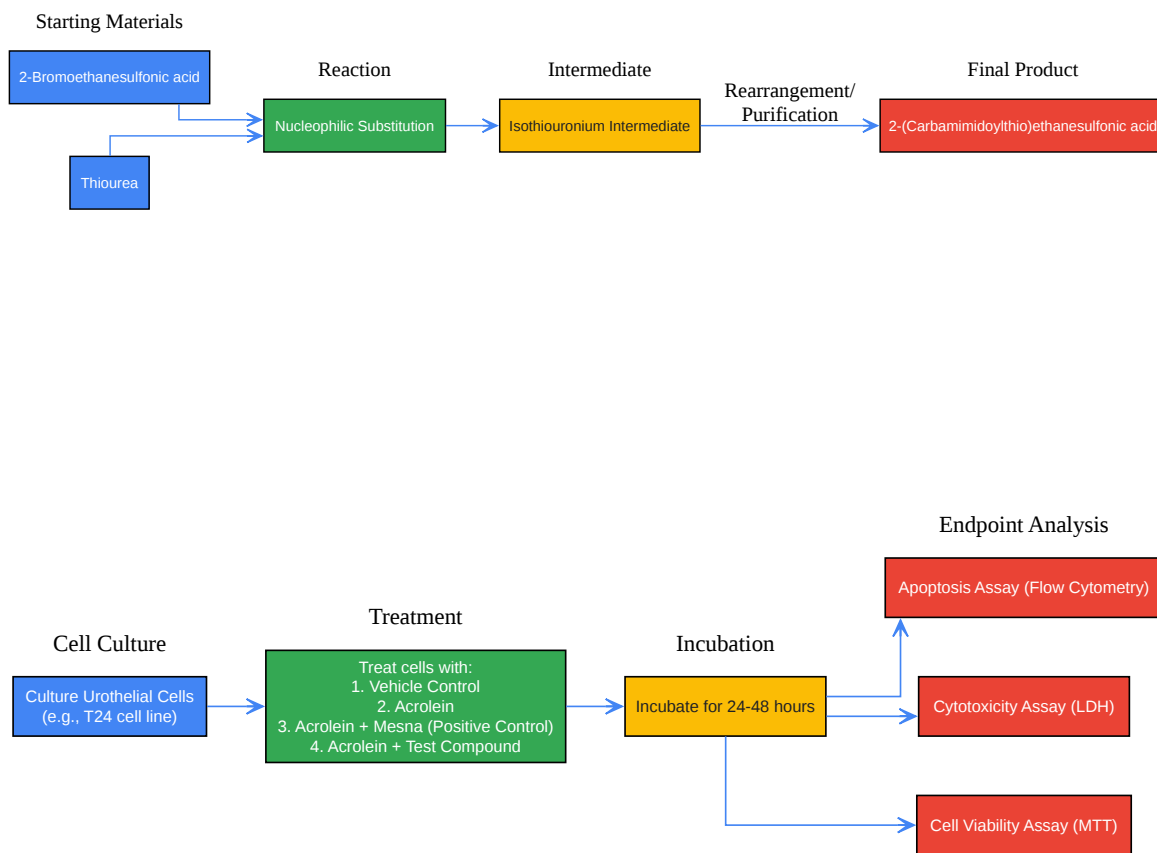 Starting Materials
2-Bromoethanesulfonic acid
Thiourea
Reaction
Nucleophilic Substitution
Intermediate
Isothiouronium Intermediate
Rearrangement/
Purification
Final Product
2-(Carbamimidoylthio)ethanesulfonic acid
Cell Culture
Culture Urothelial Cells
(e.g., T24 cell line)
Treatment
Treat cells with:
1. Vehicle Control
2. Acrolein
3. Acrolein + Mesna (Positive Control)
4. Acrolein + Test Compound
Incubation
Incubate for 24-48 hours
Endpoint Analysis
Apoptosis Assay (Flow Cytometry)
Cytotoxicity Assay (LDH)
Cell Viability Assay (MTT)